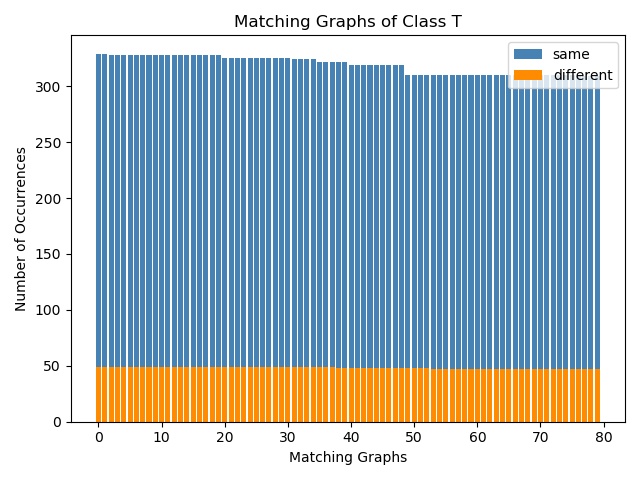 Matching Graphs of Class T
same
different
Number of Occurrences
300
250
200
150
100
50
0
0 10 20 30 40 50 60 70 80
Matching Graphs